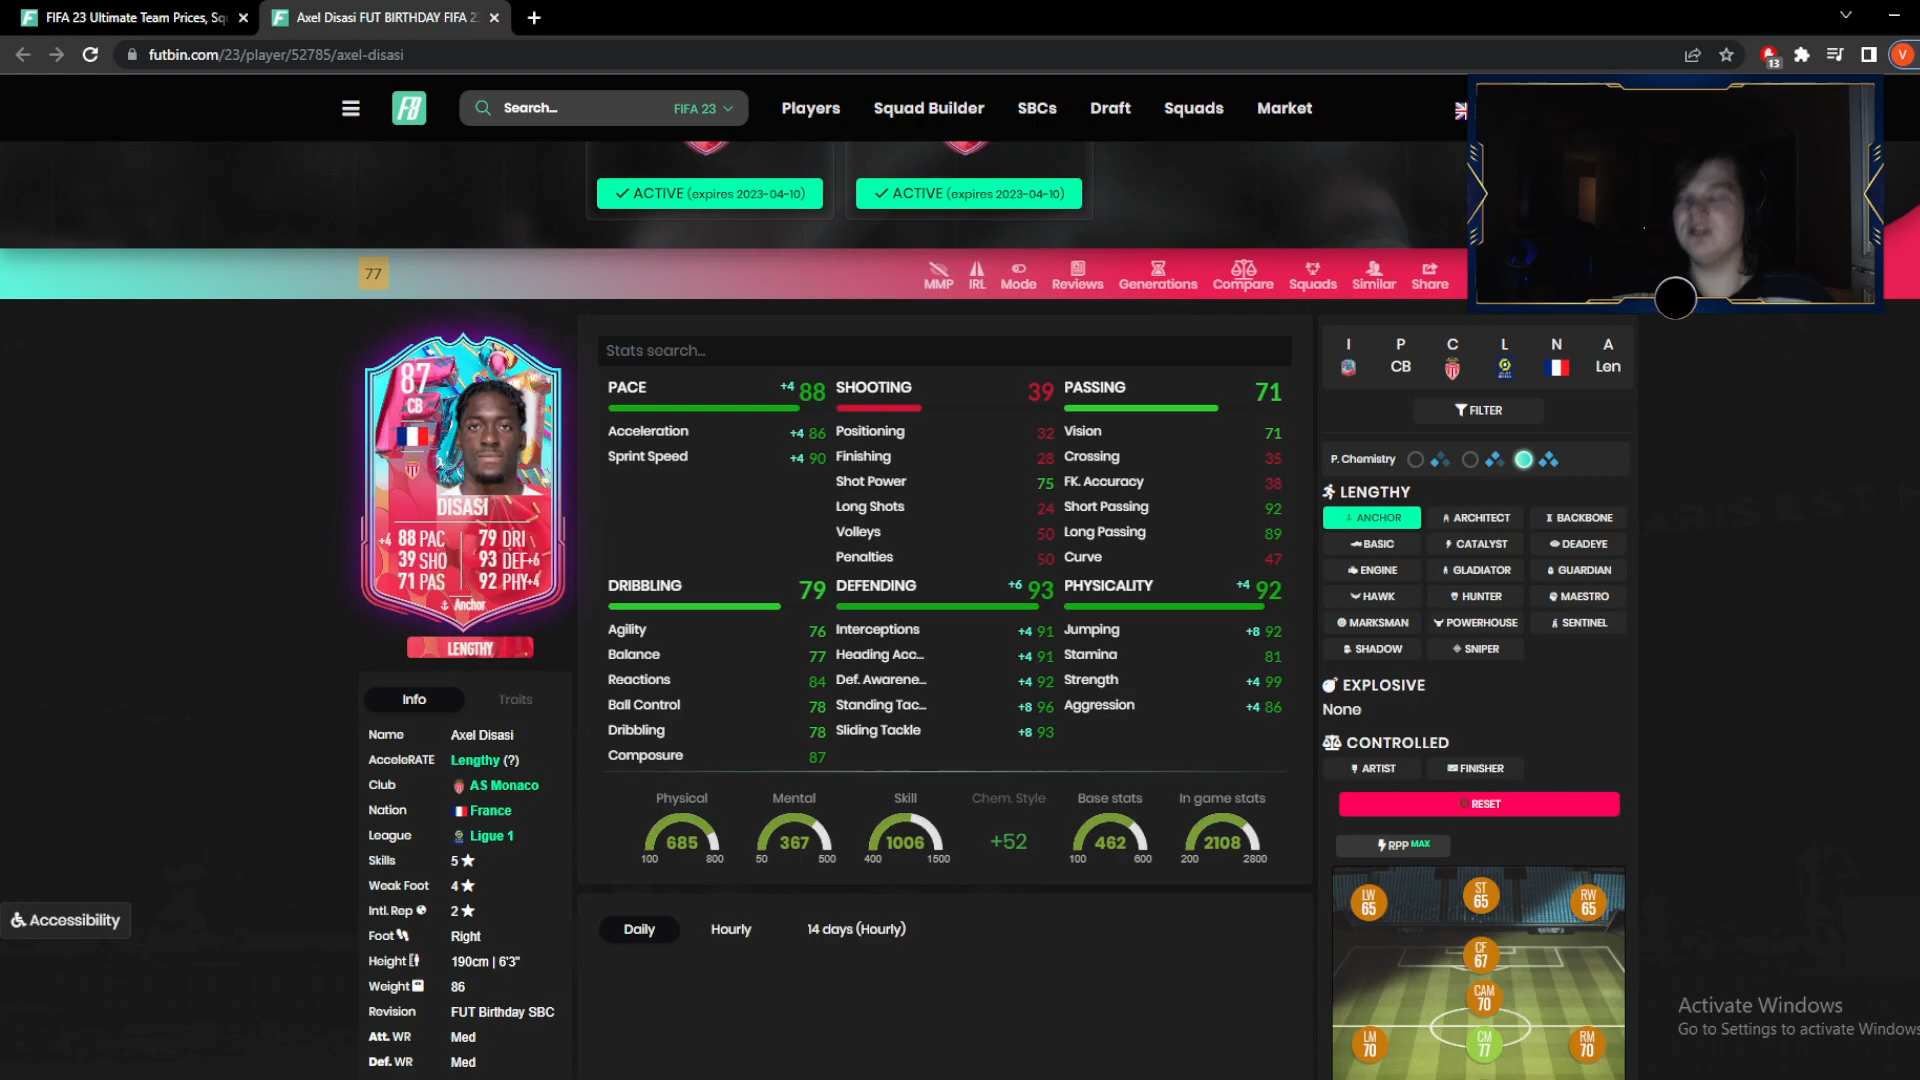 FIFA 23 Ultimate Team Prices, Sq
Axel Disasi FUT BIRTHDAY FIFA 23
futbin.com/23/player/52785/axel-disasi
13
V
FB
Search...
FIFA 23
Players
Squad Builder
SBCs
Draft
Squads
Market
ACTIVE (expires 2023-04-10)
ACTIVE (expires 2023-04-10)
77
MMP
IRL
Mode
Reviews
Generations
Compare
Squads
Similar
Share
87
CB
DISASI
+4 88 PAC
79 DRI
39 SHO
93 DEF+6
71 PAS
92 PHY+4
Anchor
LENGTHY
Info
Traits
Name Axel Disasi
AcceleRATE Lengthy (?)
Club AS Monaco
Nation France
League Ligue 1
Skills 5
Weak Foot 4
Intl. Rep 2
Foot Right
Height 190cm | 6'3"
Weight 86
Revision FUT Birthday SBC
Att. WR Med
Def. WR Med
Accessibility
Stats search...
PACE +4 88
Acceleration +4 86
Sprint Speed +4 90
SHOOTING 39
Positioning 32
Finishing 28
Shot Power 75
Long Shots 24
Volleys 50
Penalties 50
PASSING 71
Vision 71
Crossing 35
FK. Accuracy 38
Short Passing 92
Long Passing 89
Curve 47
DRIBBLING 79
Agility 76
Balance 77
Reactions 84
Ball Control 78
Dribbling 78
Composure 87
DEFENDING +6 93
Interceptions +4 91
Heading Acc... +4 91
Def. Awarene... +4 92
Standing Tac... +8 96
Sliding Tackle +8 93
PHYSICALITY +4 92
Jumping +8 92
Stamina 81
Strength +4 99
Aggression +4 86
Physical
685
100 800
Mental
367
50 500
Skill
1006
400 1500
Chem. Style
+52
Base stats
462
100 600
In game stats
2108
200 2800
Daily
Hourly
14 days (Hourly)
I P C L N A
CB Len
FILTER
P. Chemistry
LENGTHY
ANCHOR ARCHITECT BACKBONE
BASIC CATALYST DEADEYE
ENGINE GLADIATOR GUARDIAN
HAWK HUNTER MAESTRO
MARKSMAN POWERHOUSE SENTINEL
SHADOW SNIPER
EXPLOSIVE
None
CONTROLLED
ARTIST FINISHER
RESET
RPP MAX
LW 65
ST 65
RW 65
CF 67
CAM 70
LM 70
CM 77
RM 70
Activate Windows
Go to Settings to activate Windows